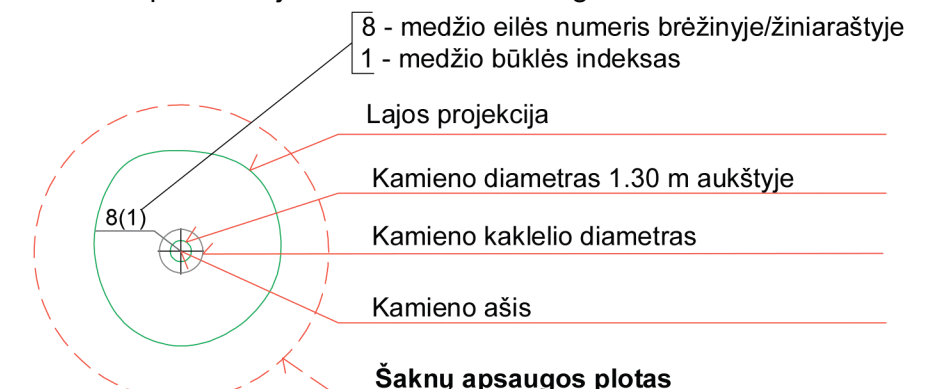 8 - medžio eilės numeris brėžinyje/žiniaraštyje
1 - medžio būklės indeksas
Lajos projekcija
Kamieno diametras 1.30 m aukštyje
8(1)
Kamieno kaklelio diametras
Kamieno ašis
Šaknų apsaugos plotas